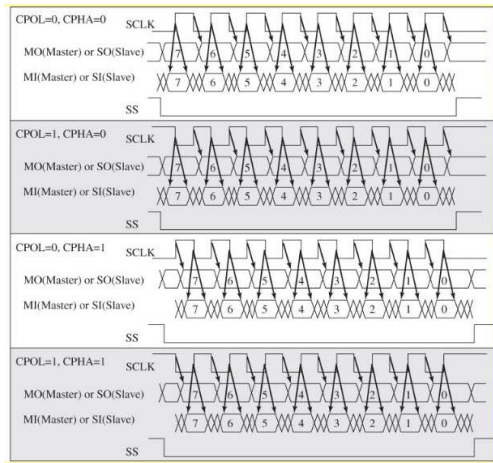 CPOL=0, CPHA=0
SCLK
MO(Master) or SO(Slave) 7 6 5 4 3 2 1 0
MI(Master) or SI(Slave) 7 6 5 4 3 2 1 0
SS
CPOL=1, CPHA=0
SCLK
MO(Master) or SO(Slave) 7 6 5 4 3 2 1 0
MI(Master) or SI(Slave) 7 6 5 4 3 2 1 0
SS
CPOL=0, CPHA=1
SCLK
MO(Master) or SO(Slave) 7 6 5 4 3 2 1 0
MI(Master) or SI(Slave) 7 6 5 4 3 2 1 0
SS
CPOL=1, CPHA=1
SCLK
MO(Master) or SO(Slave) 7 6 5 4 3 2 1 0
MI(Master) or SI(Slave) 7 6 5 4 3 2 1 0
SS